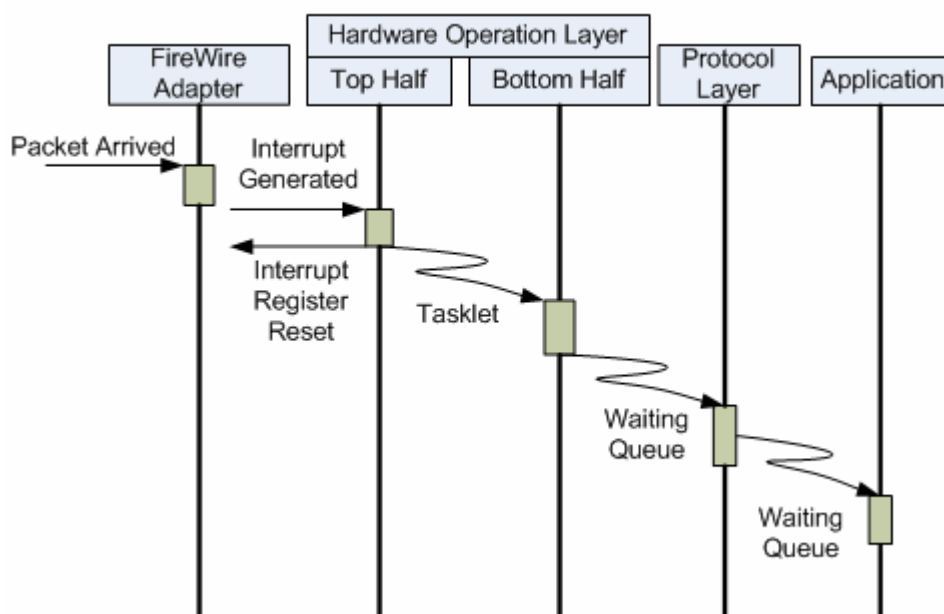 FireWire
Adapter
Hardware Operation Layer
Top Half
Bottom Half
Protocol
Layer
Application
Packet Arrived
Interrupt
Generated
Interrupt
Register
Reset
Tasklet
Waiting
Queue
Waiting
Queue